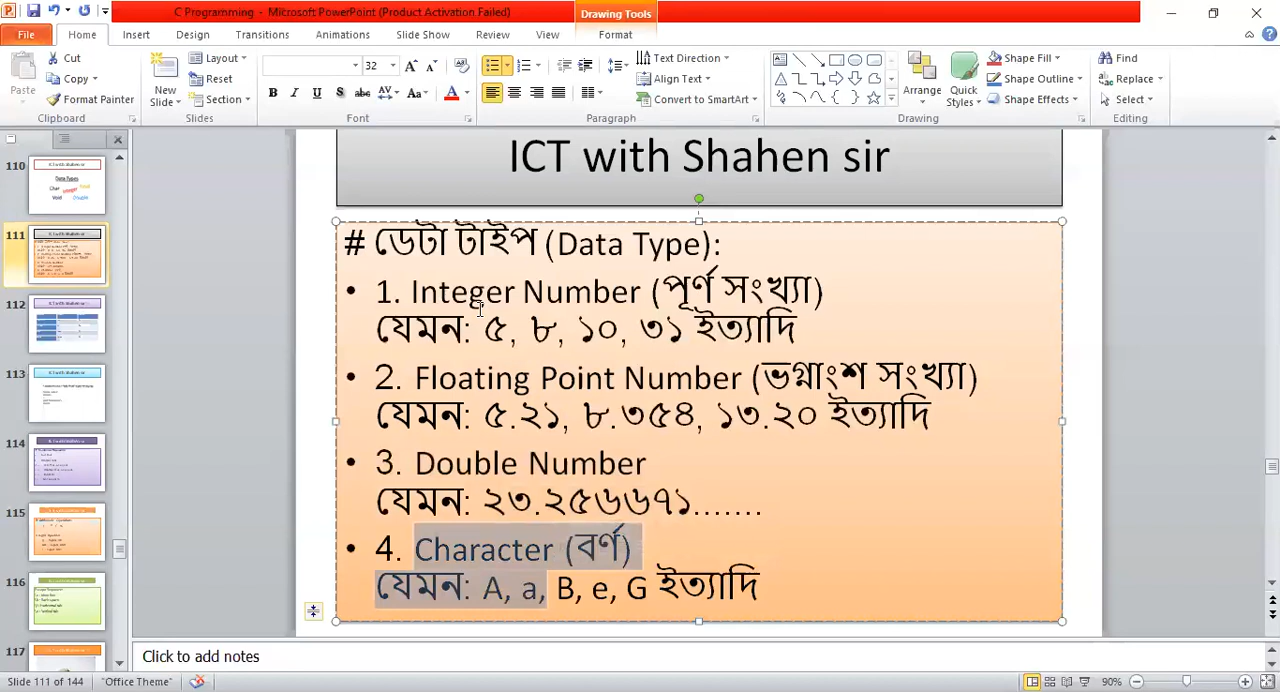 C Programming - Microsoft PowerPoint (Product Activation Failed)
Drawing Tools
File Home Insert Design Transitions Animations Slide Show Review View Format
Paste
Cut
Copy
Format Painter
Clipboard
New Slide
Layout
Reset
Section
Slides
32
Font
Text Direction
Align Text
Convert to SmartArt
Paragraph
Arrange
Quick Styles
Shape Fill
Shape Outline
Shape Effects
Drawing
Find
Replace
Select
Editing
110
111
112
113
114
115
116
117
ICT with Shahen sir
# ডেটা টাইপ (Data Type):
• 1. Integer Number (পূর্ণ সংখ্যা)
যেমন: ৫, ৮, ১০, ৩১ ইত্যাদি
• 2. Floaring Point Number (ভগ্নাংশ সংখ্যা)
যেমন: ৫.২১, ৮.৩৫৪, ১৩.২০ ইত্যাদি
• 3. Double Number
যেমন: ২৩.২৫৬৬৭১.......
• 4. Character (বর্ণ)
যেমন: A, a, B, e, G ইত্যাদি
Click to add notes
Slide 111 of 144 "Office Theme" 90%